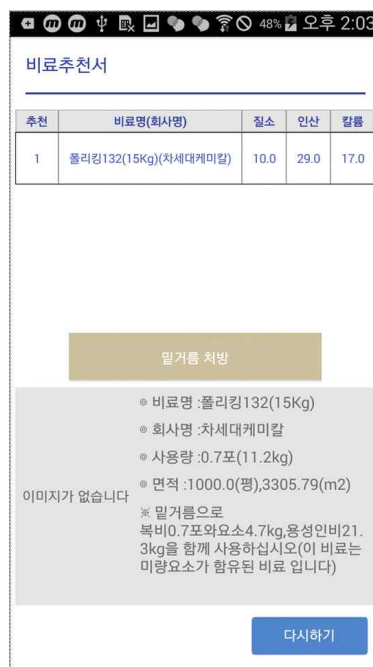 48% 오후 2:03
비료추천서
추천 비료명(회사명) 질소 인산 칼륨
1 폴리킹132(15Kg)(차세대케미칼) 10.0 29.0 17.0
밑거름 처방
이미지가 없습니다
◎ 비료명 :폴리킹132(15Kg)
◎ 회사명 :차세대케미칼
◎ 사용량 :0.7포(11.2kg)
◎ 면적 :1000.0(평),3305.79(m2)
※ 밑거름으로
복비0.7포와요소4.7kg,용성인비21.
3kg을 함께 사용하십시오(이 비료는
미량요소가 함유된 비료 입니다)
다시하기